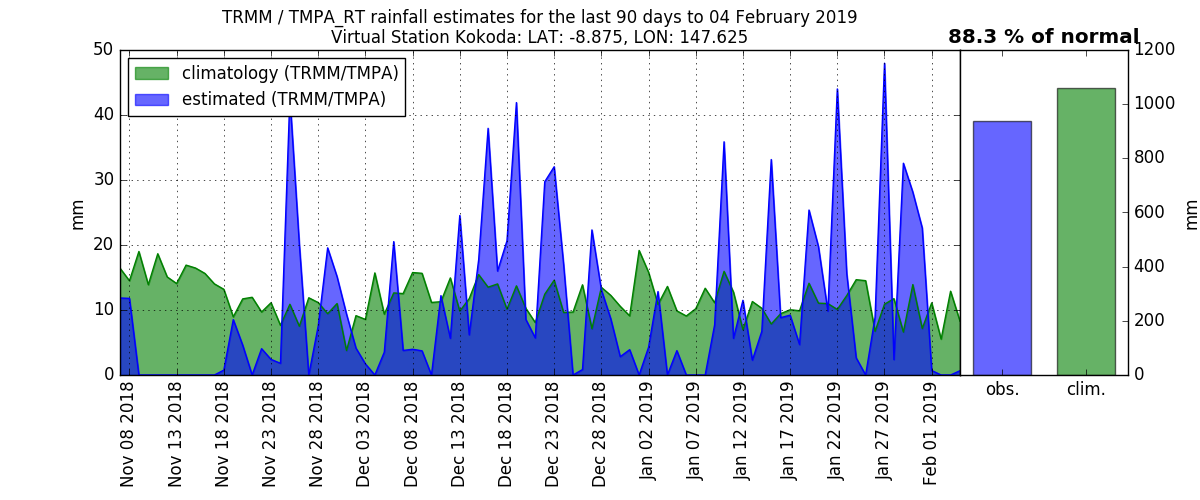 TRMM / TMPA_RT rainfall estimates for the last 90 days to 04 February 2019
Virtual Station Kokoda: LAT: -8.875, LON: 147.625
88.3 % of normal
climatology (TRMM/TMPA)
estimated (TRMM/TMPA)
mm
50
40
30
20
10
0
Nov 08 2018
Nov 13 2018
Nov 18 2018
Nov 23 2018
Nov 28 2018
Dec 03 2018
Dec 08 2018
Dec 13 2018
Dec 18 2018
Dec 23 2018
Dec 28 2018
Jan 02 2019
Jan 07 2019
Jan 12 2019
Jan 17 2019
Jan 22 2019
Jan 27 2019
Feb 01 2019
obs.
clim.
1200
1000
800
600
400
200
0
mm